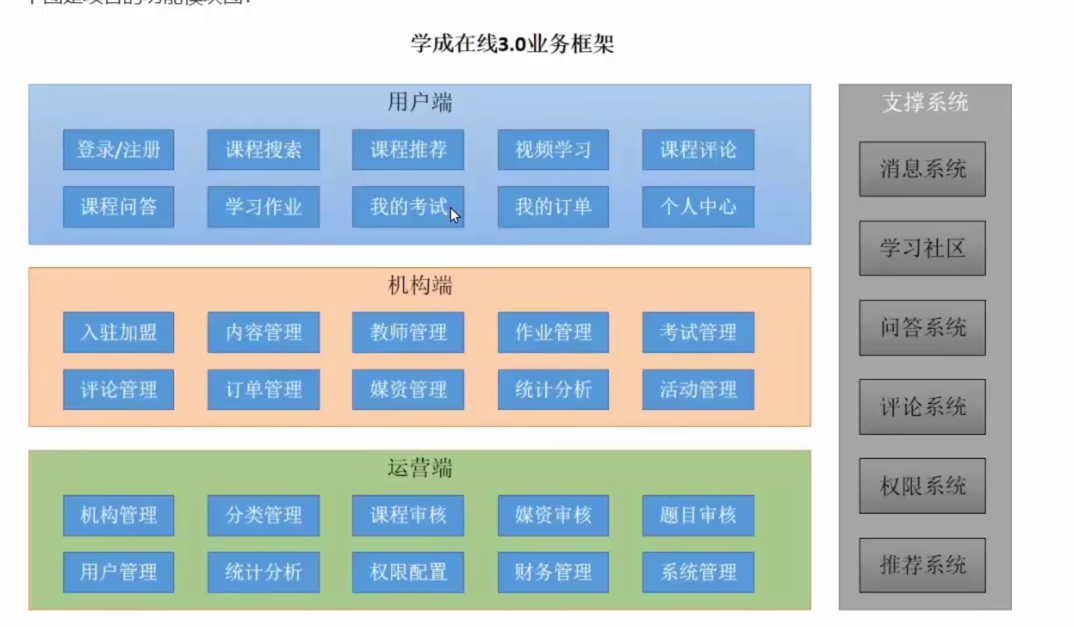 学成在线3.0业务框架
用户端
登录/注册 课程搜索 课程推荐 视频学习 课程评论
课程问答 学习作业 我的考试 我的订单 个人中心
机构端
入驻加盟 内容管理 教师管理 作业管理 考试管理
评论管理 订单管理 媒资管理 统计分析 活动管理
运营端
机构管理 分类管理 课程审核 媒资审核 题目审核
用户管理 统计分析 权限配置 财务管理 系统管理
支撑系统
消息系统
学习社区
问答系统
评论系统
权限系统
推荐系统